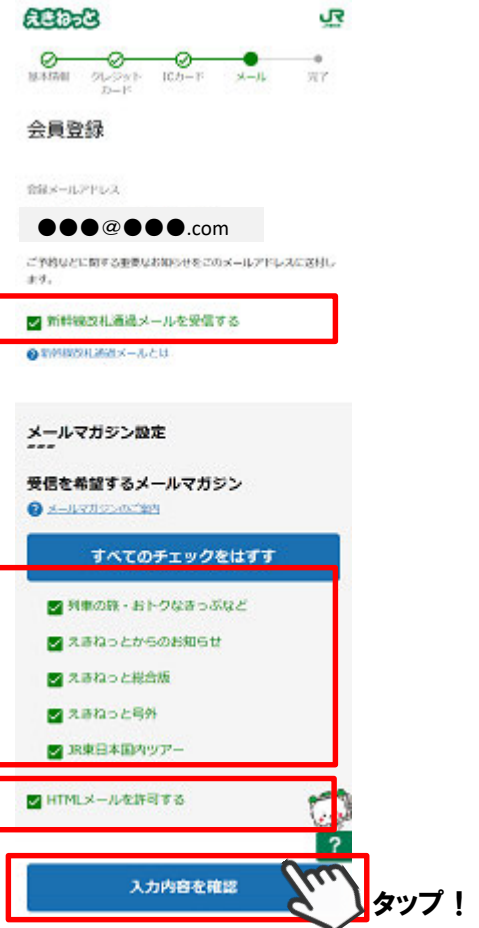 えきねっと
JR
基本情報 クレジットカード ICカード メール 完了
会員登録
登録メールアドレス
●●●@●●●.com
ご予約などに関する重要なお知らせをこのメールアドレスに送付し
ます。
新幹線改札通過メールを受信する
新幹線改札通過メールとは
メールマガジン設定
受信を希望するメールマガジン
メールマガジンのご案内
すべてのチェックをはずす
列車の旅・おトクなきっぷなど
えきねっとからのお知らせ
えきねっと総合版
えきねっと号外
JR東日本国内ツアー
HTMLメールを許可する
?
入力内容を確認
タップ！